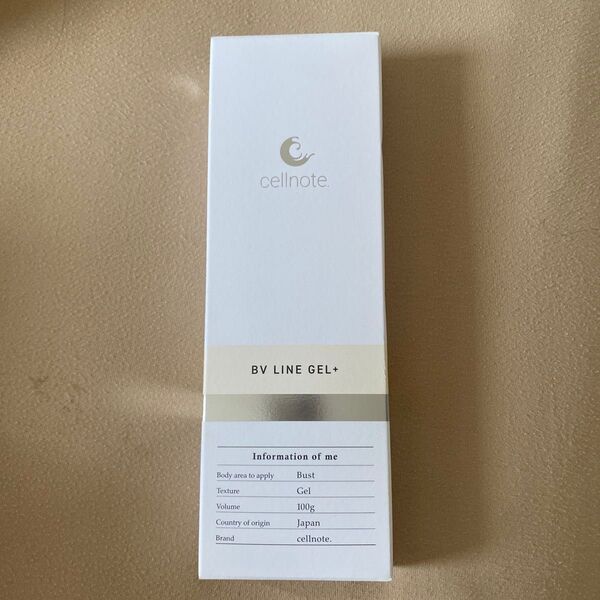 cellnote.
BV LINE GEL+
Information of me
Body area to apply Bust
Texture Gel
Volume 100g
Country of origin Japan
Brand cellnote.